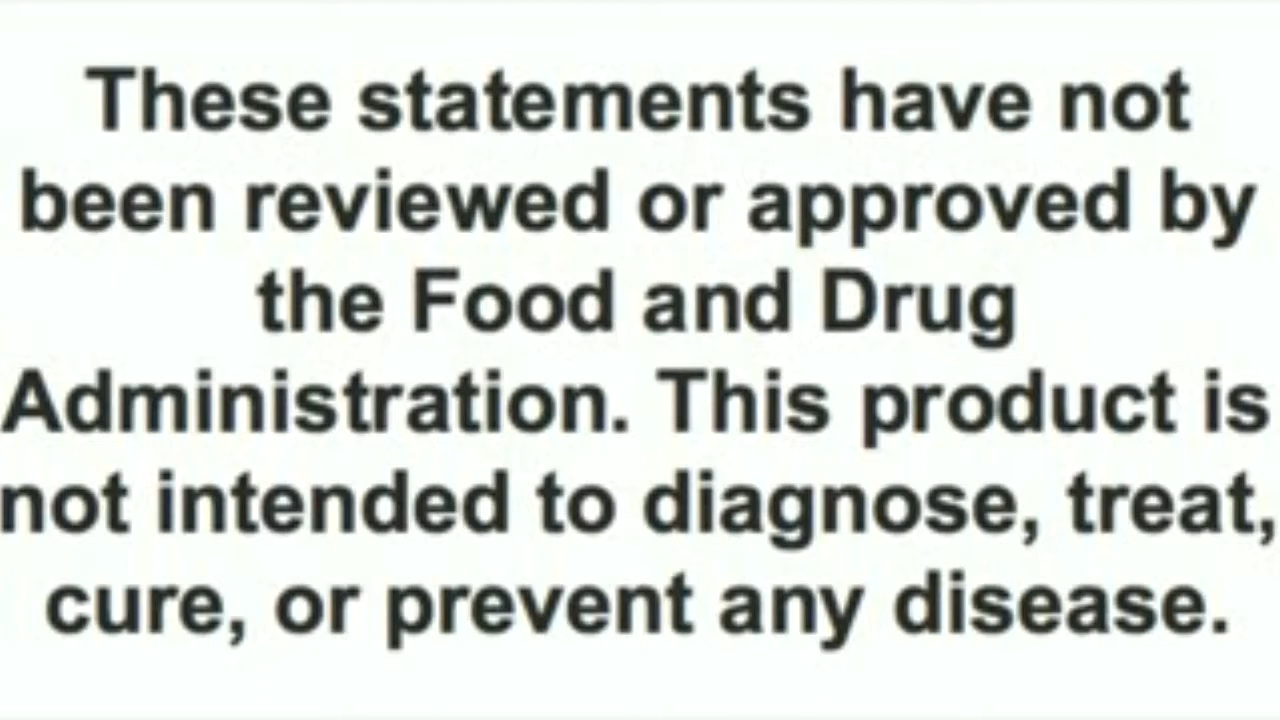 These statements have not
been reviewed or approved by
the Food and Drug
Administration. This product is
not intended to diagnose, treat,
cure, or prevent any disease.